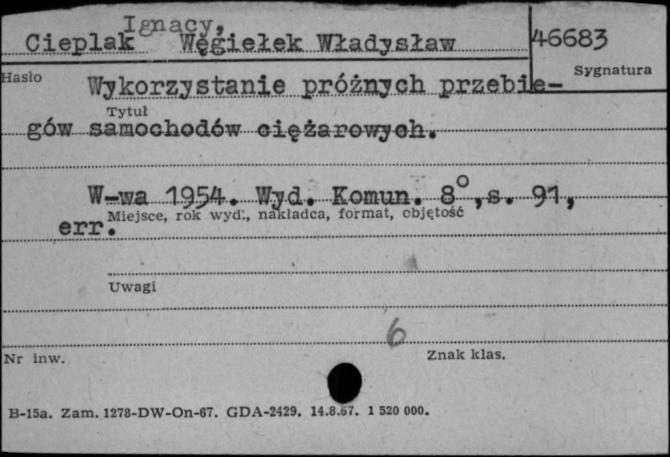 Ignacy,
Cieplak Węgiełek Władysław 46683
Hasło Sygnatura
Wykorzystanie próżnych przebie-
Tytuł
gów samochodów ciężarowych.
W-wa 1954. Wyd. Komun. 8°,s. 91,
Miejsce, rok wyd., nakładca, format, objętość
err.
Uwagi
6
Nr inw. Znak klas.
B-15a. Zam. 1278-DW-On-67. GDA-2429. 14.8.67. 1 520 000.